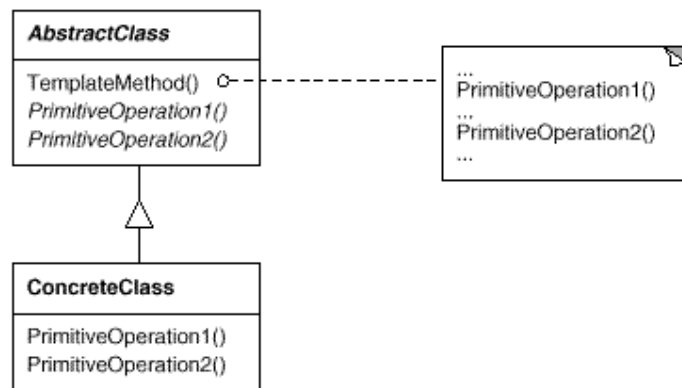 AbstractClass
TemplateMethod()
PrimitiveOperation1()
PrimitiveOperation2()
...
PrimitiveOperation1()
...
PrimitiveOperation2()
...
ConcreteClass
PrimitiveOperation1()
PrimitiveOperation2()